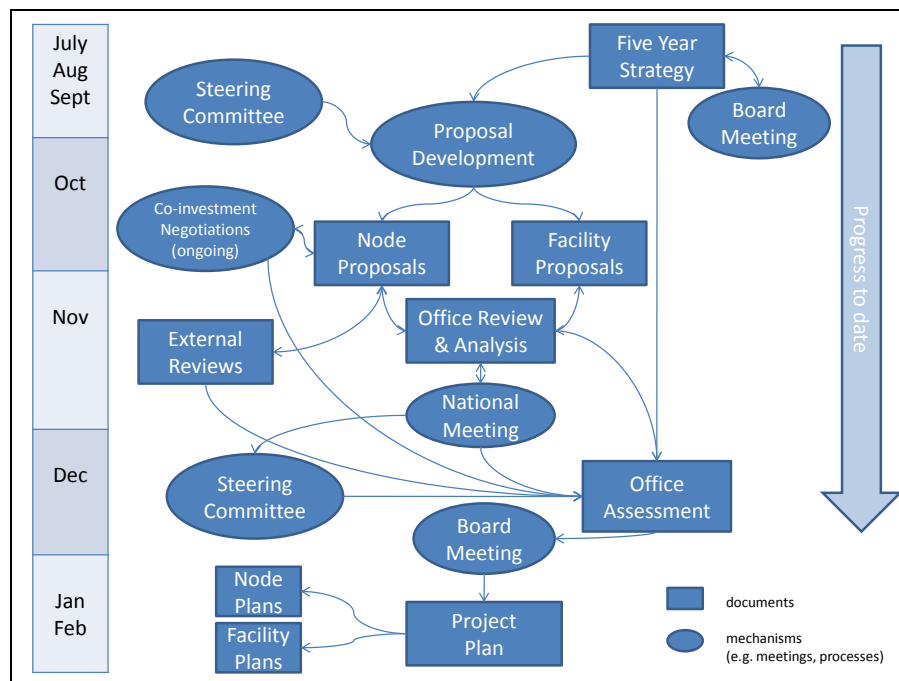 July
Aug
Sept
Five Year
Strategy
Steering
Committee
Board
Meeting
Proposal
Development
Oct
Co-investment
Negotiations
(ongoing)
Node
Proposals
Facility
Proposals
Progress to date
Nov
Office Review
& Analysis
External
Reviews
National
Meeting
Dec
Steering
Committee
Office
Assessment
Board
Meeting
Jan
Feb
Node
Plans
Facility
Plans
Project
Plan
documents
mechanisms
(e.g. meetings, processes)